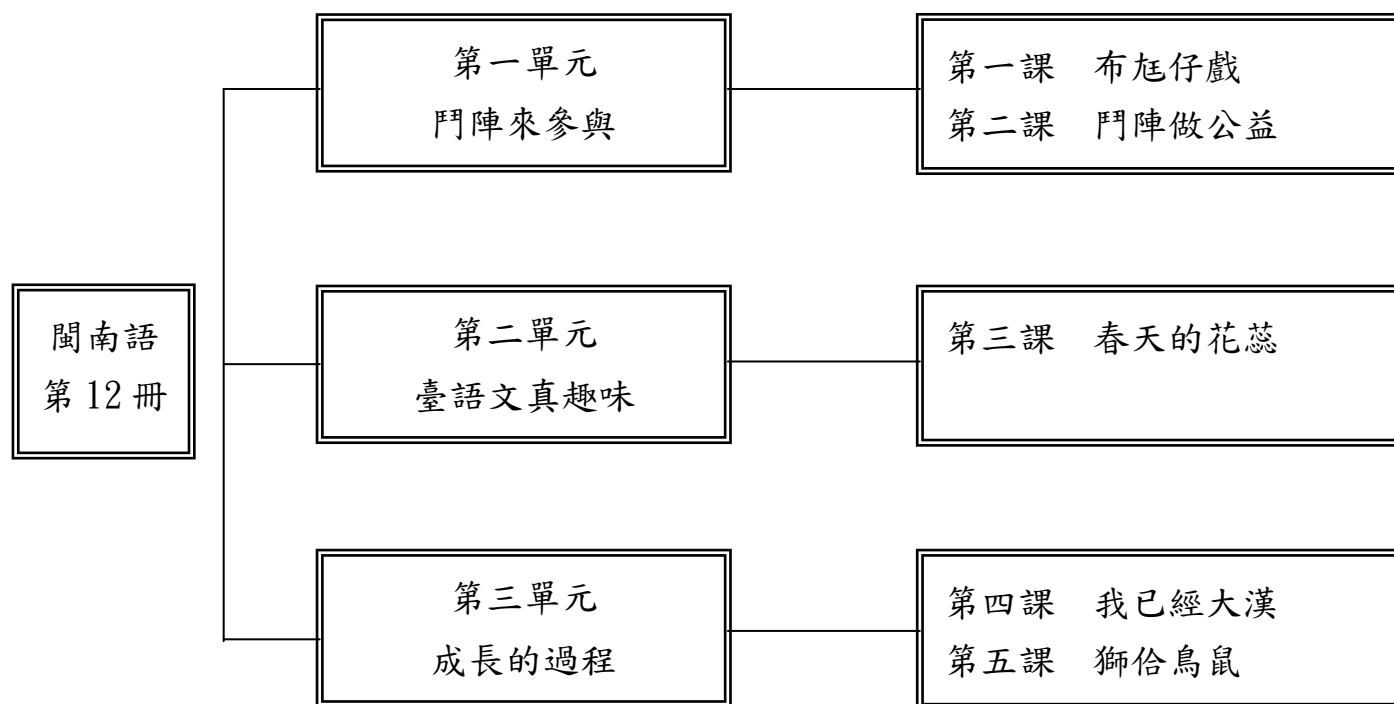 閩南語
第 12 冊
第一單元
鬥陣來參與
第一課　布尪仔戲
第二課　鬥陣做公益
第二單元
臺語文真趣味
第三課　春天的花蕊
第三單元
成長的過程
第四課　我已經大漢
第五課　獅佮鳥鼠